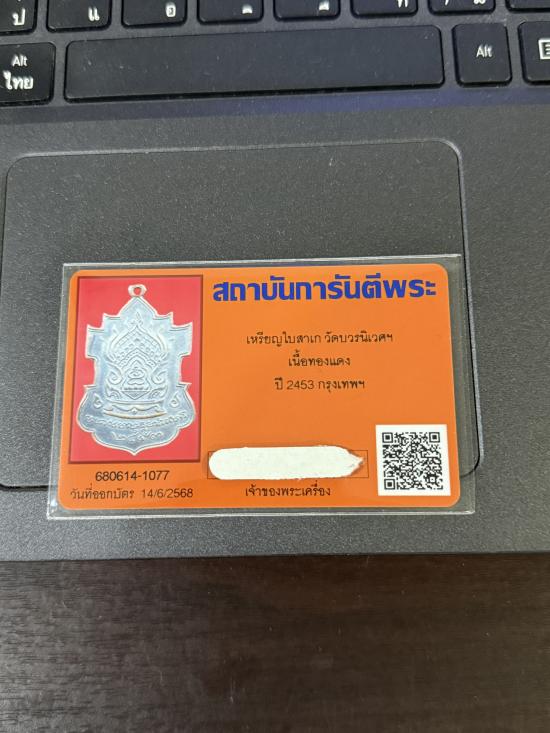 ป
แ
อ
Alt
ไทย
Alt
สถาบันการันตีพระ
เหรียญใบสาเก วัดบวรนิเวศฯ
เนื้อทองแดง
ปี 2453 กรุงเทพฯ
680614-1077
วันที่ออกบัตร 14/6/2568
เจ้าของพระเครื่อง